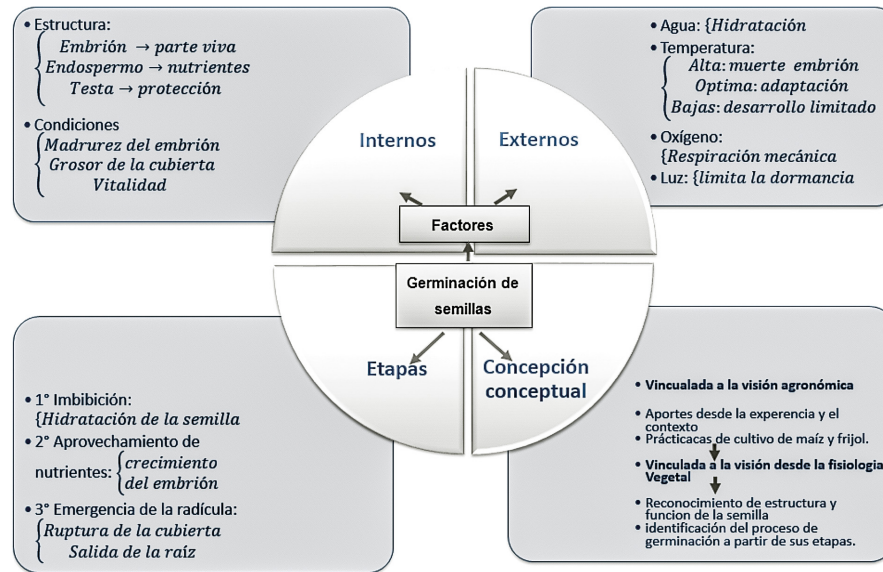 • Estructura:
Embrión → parte viva
Endospermo → nutrientes
Testa → protección
• Condiciones
Madrurez del embrión
Grosor de la cubierta
Vitalidad
• Agua: {Hidratación
• Temperatura:
Alta: muerte embrión
Optima: adaptación
Bajas: desarrollo limitado
• Oxígeno:
{Respiración mecánica
• Luz: {limita la dormancia
Internos
Externos
Factores
Germinación de
semillas
Etapas
Concepción
conceptual
• 1° Imbibición:
{Hidratación de la semilla
• 2° Aprovechamiento de
nutrientes: {crecimiento
del embrión
• 3° Emergencia de la radícula:
Ruptura de la cubierta
Salida de la raíz
• Vincualada a la visión agronómica
• Aportes desde la experencia y el
contexto
• Prácticacas de cultivo de maíz y frijol.
• Vinculada a la visión desde la fisiologia
Vegetal
• Reconocimiento de estructura y
funcion de la semilla
• identificación del proceso de
germinación a partir de sus etapas.